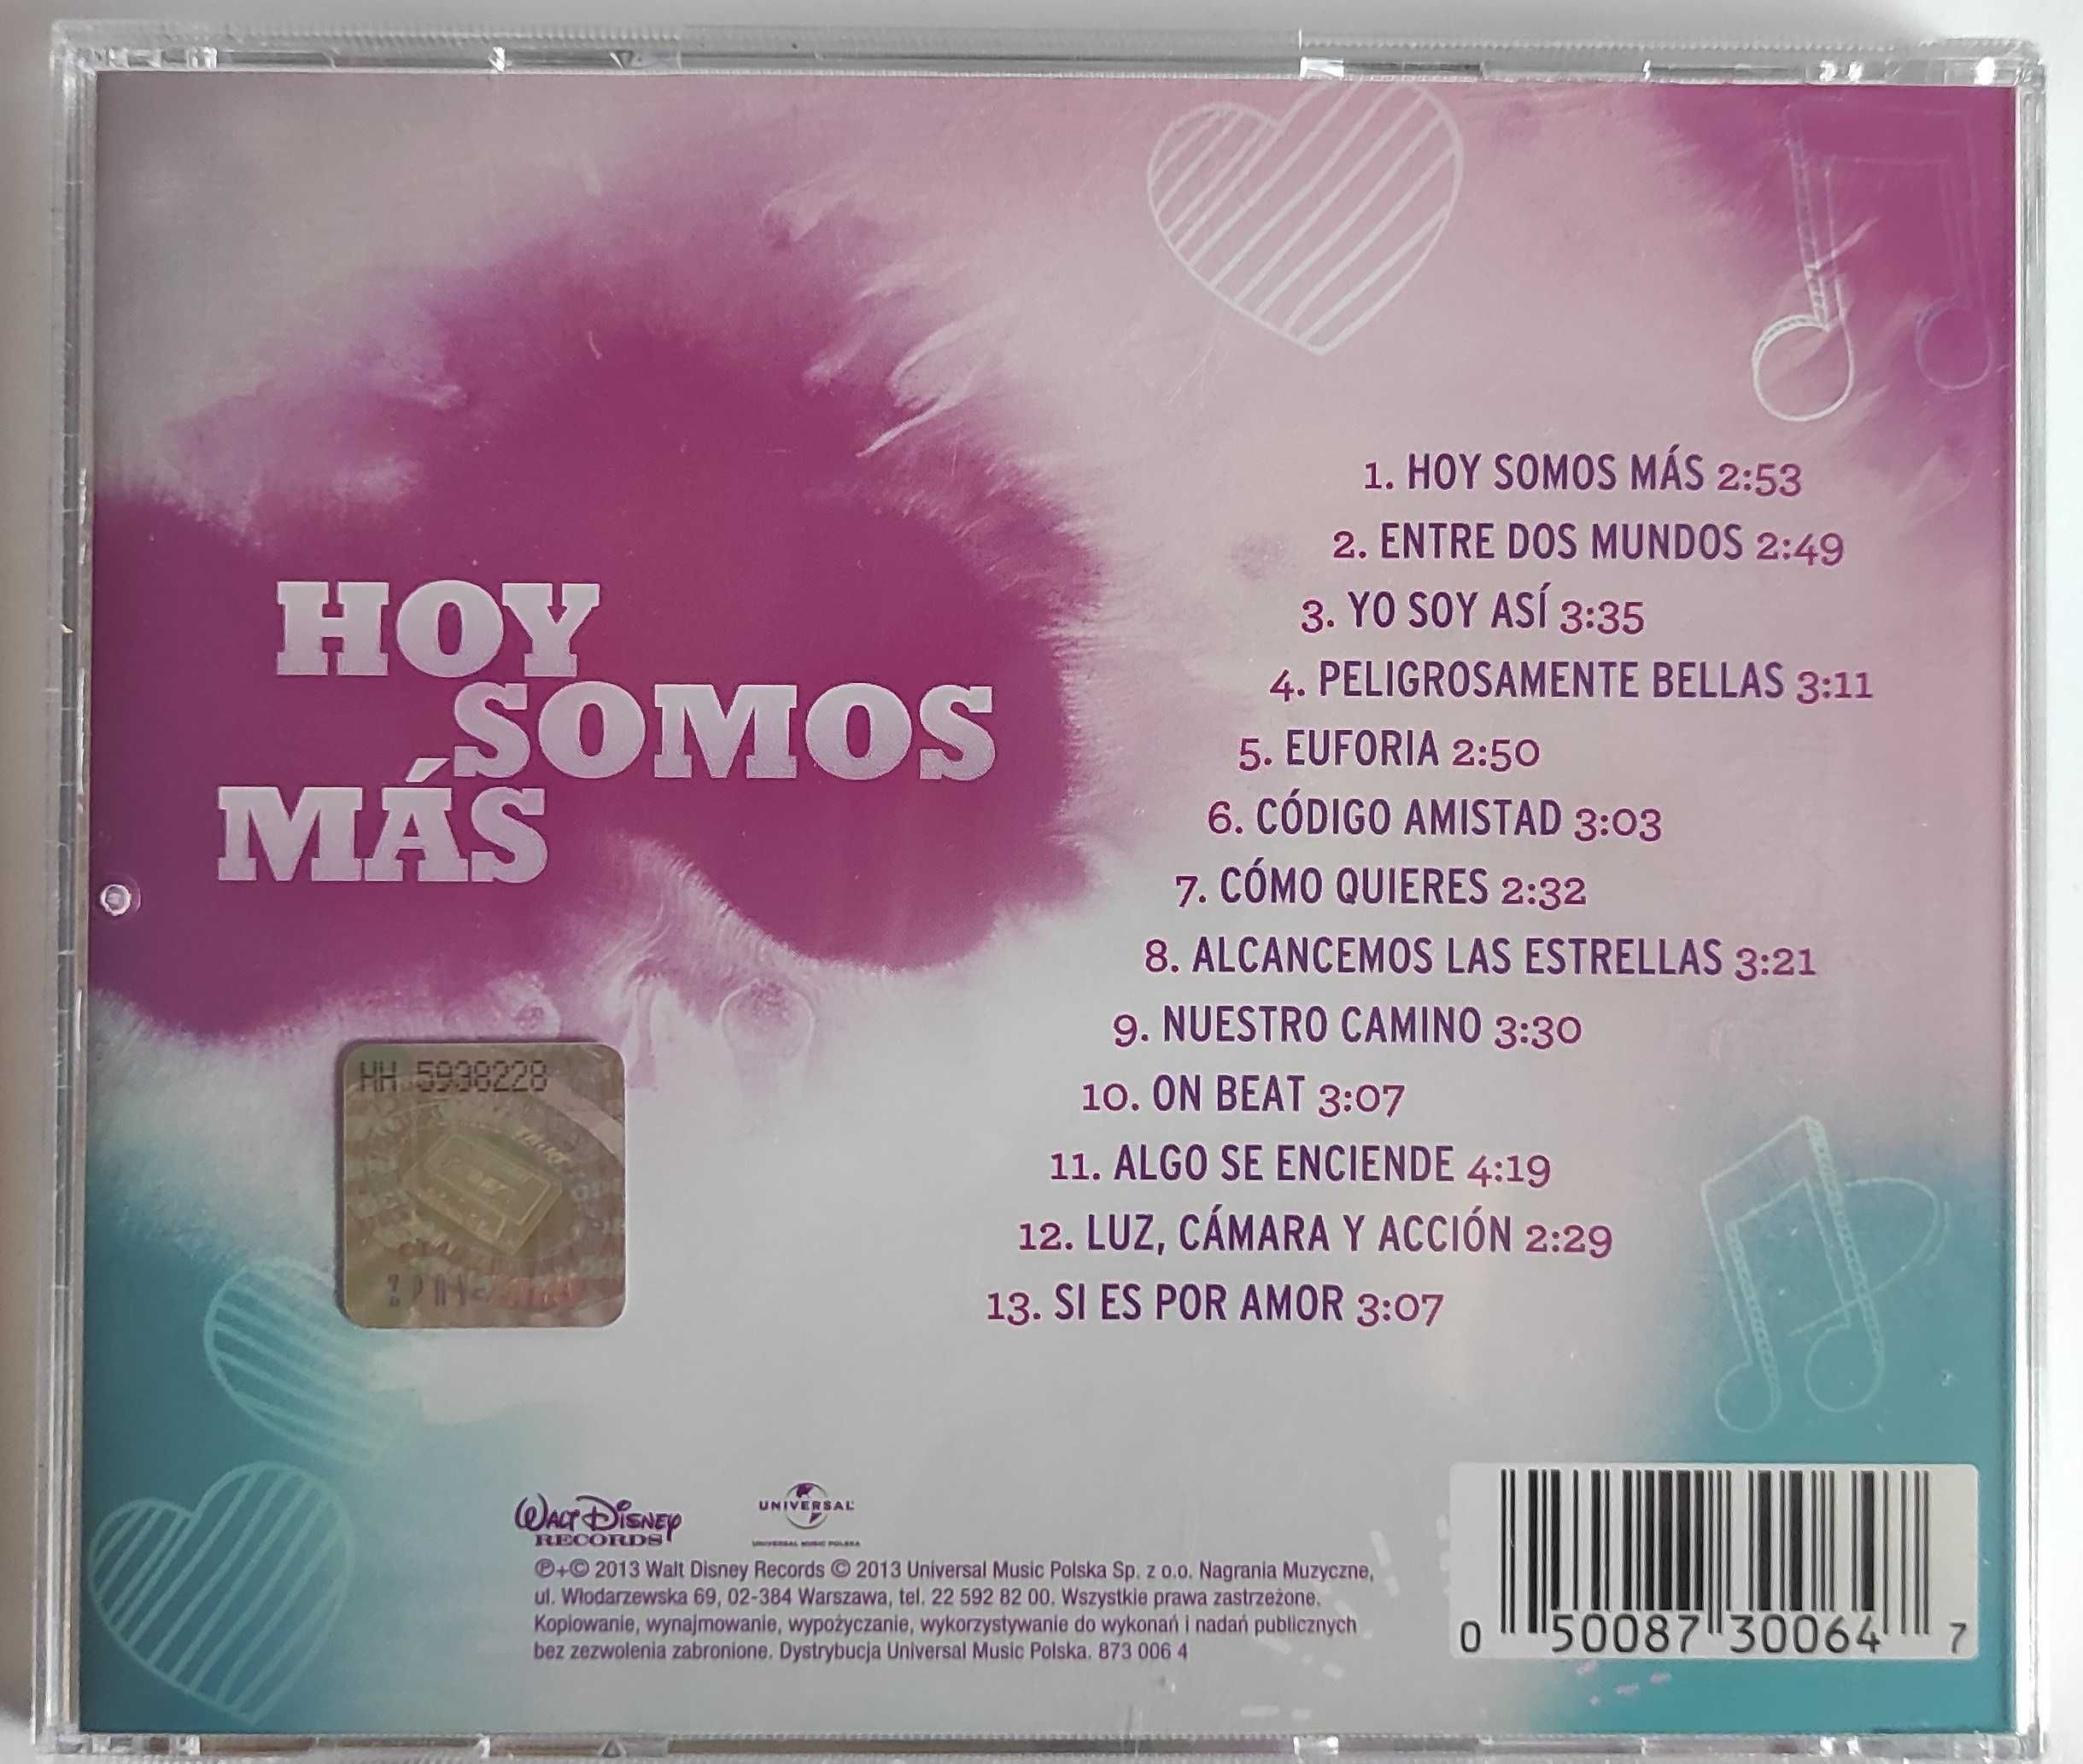 HOY
SOMOS
MÁS
1. HOY SOMOS MÁS 2:53
2. ENTRE DOS MUNDOS 2:49
3. YO SOY ASÍ 3:35
4. PELIGROSAMENTE BELLAS 3:11
5. EUFORIA 2:50
6. CÓDIGO AMISTAD 3:03
7. CÓMO QUIERES 2:32
8. ALCANCEMOS LAS ESTRELLAS 3:21
9. NUESTRO CAMINO 3:30
10. ON BEAT 3:07
11. ALGO SE ENCIENDE 4:19
12. LUZ, CÁMARA Y ACCIÓN 2:29
13. SI ES POR AMOR 3:07
HH 5938228
WALT DISNEY
RECORDS
UNIVERSAL
UNIVERSAL MUSIC POLSKA
℗+© 2013 Walt Disney Records © 2013 Universal Music Polska Sp. z o.o. Nagrania Muzyczne,
ul. Włodarzewska 69, 02-384 Warszawa, tel. 22 592 82 00. Wszystkie prawa zastrzeżone.
Kopiowanie, wynajmowanie, wypożyczanie, wykorzystywanie do wykonań i nadań publicznych
bez zezwolenia zabronione. Dystrybucja Universal Music Polska. 873 006 4
0 50087 30064 7